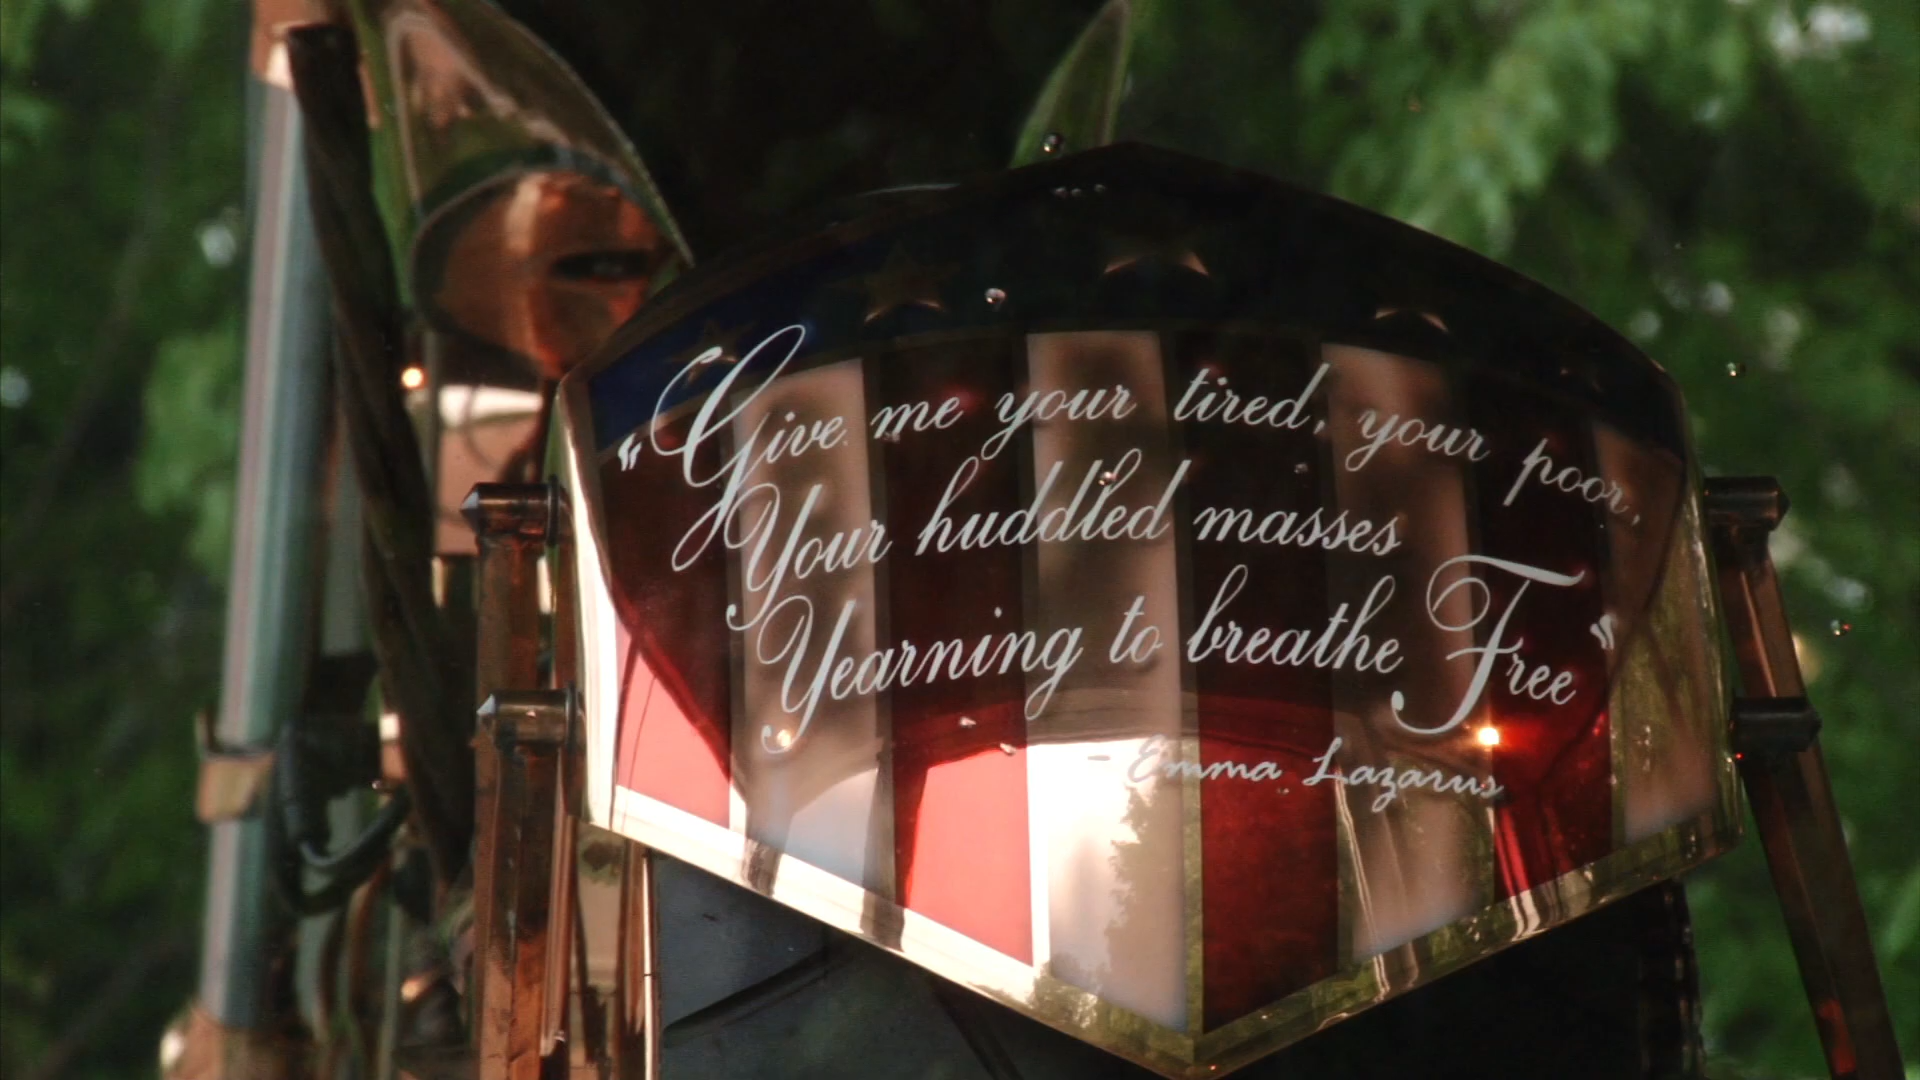 "Give me your tired, your poor,
Your huddled masses
Yearning to breathe Free"
- Emma Lazarus